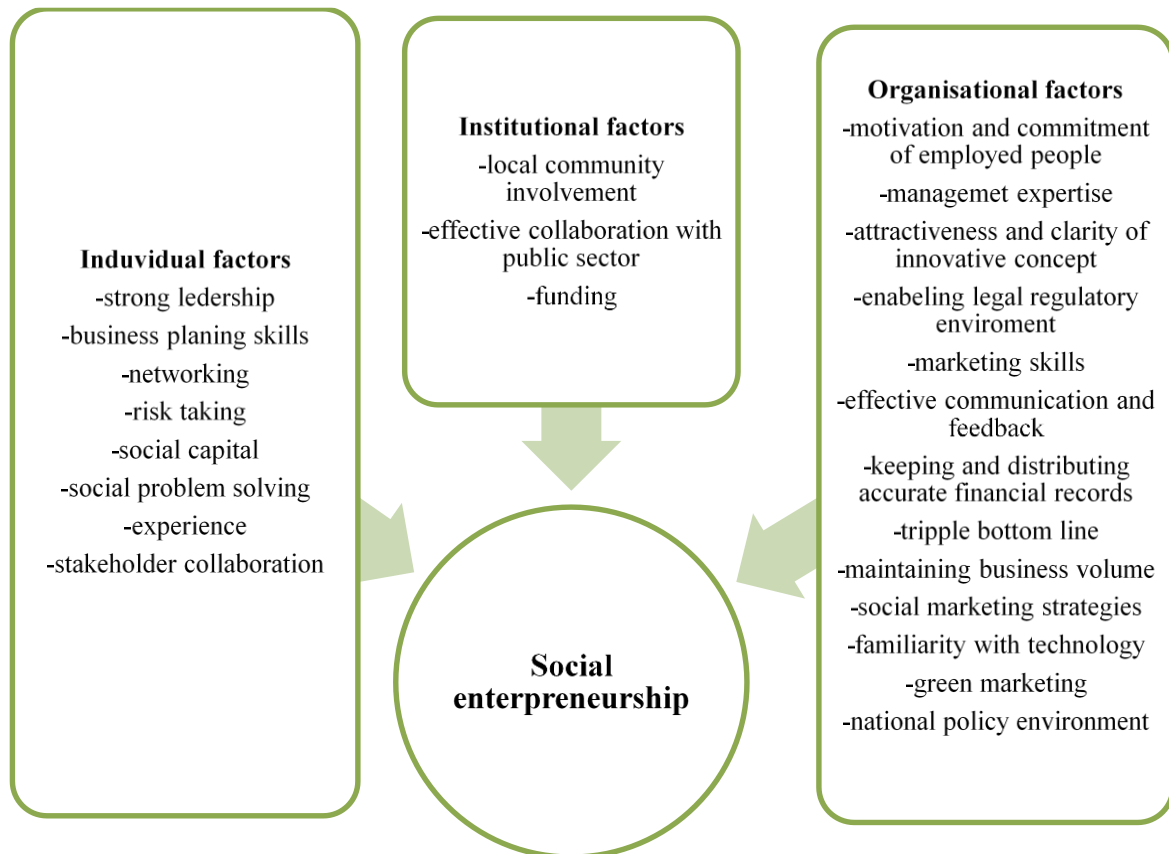 Induvidual factors
-strong ledership
-business planing skills
-networking
-risk taking
-social capital
-social problem solving
-experience
-stakeholder collaboration
Institutional factors
-local community
involvement
-effective collaboration with
public sector
-funding
Organisational factors
-motivation and commitment
of employed people
-managemet expertise
-attractiveness and clarity of
innovative concept
-enabeling legal regulatory
enviroment
-marketing skills
-effective communication and
feedback
-keeping and distributing
accurate financial records
-tripple bottom line
-maintaining business volume
-social marketing strategies
-familiarity with technology
-green marketing
-national policy environment
Social
enterpreneurship